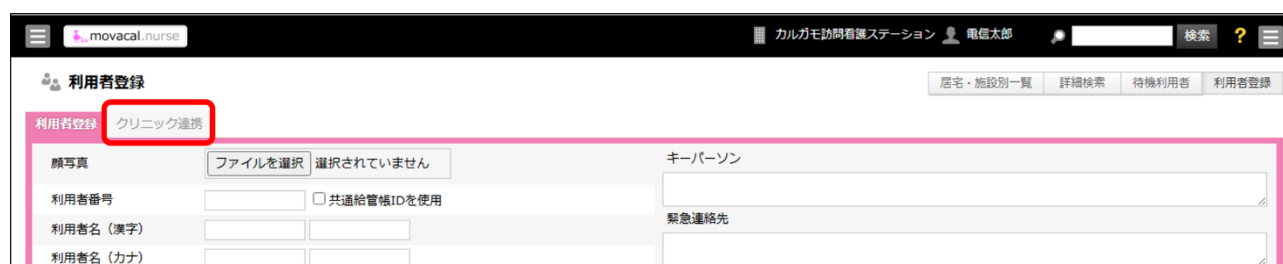 movacal.nurse カルガモ訪問看護ステーション 電信太郎 検索 ?
利用者登録 居宅・施設別一覧 詳細検索 待機利用者 利用者登録
利用者登録 クリニック連携
顔写真 ファイルを選択 選択されていません
キーパーソン
利用者番号 共通給管帳IDを使用
緊急連絡先
利用者名（漢字）
利用者名（カナ）